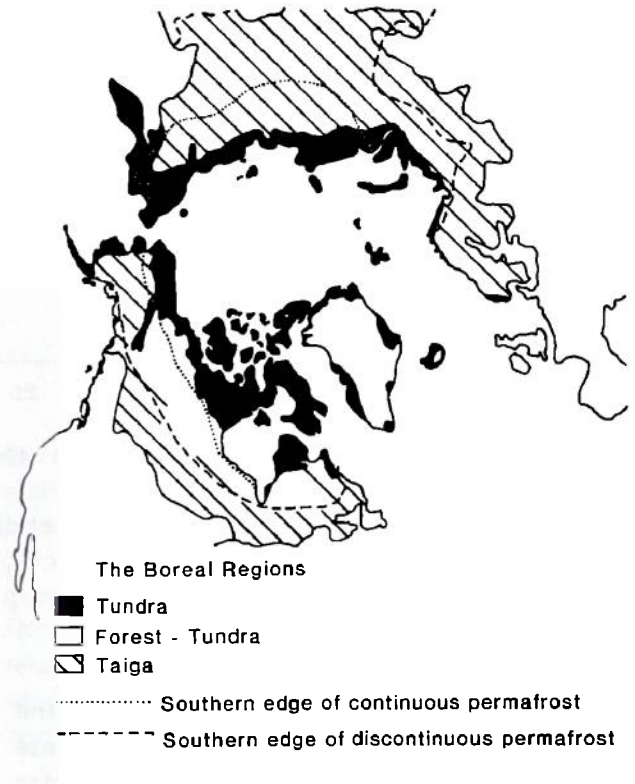 The Boreal Regions
Tundra
Forest - Tundra
Taiga
Southern edge of continuous permafrost
Southern edge of discontinuous permafrost